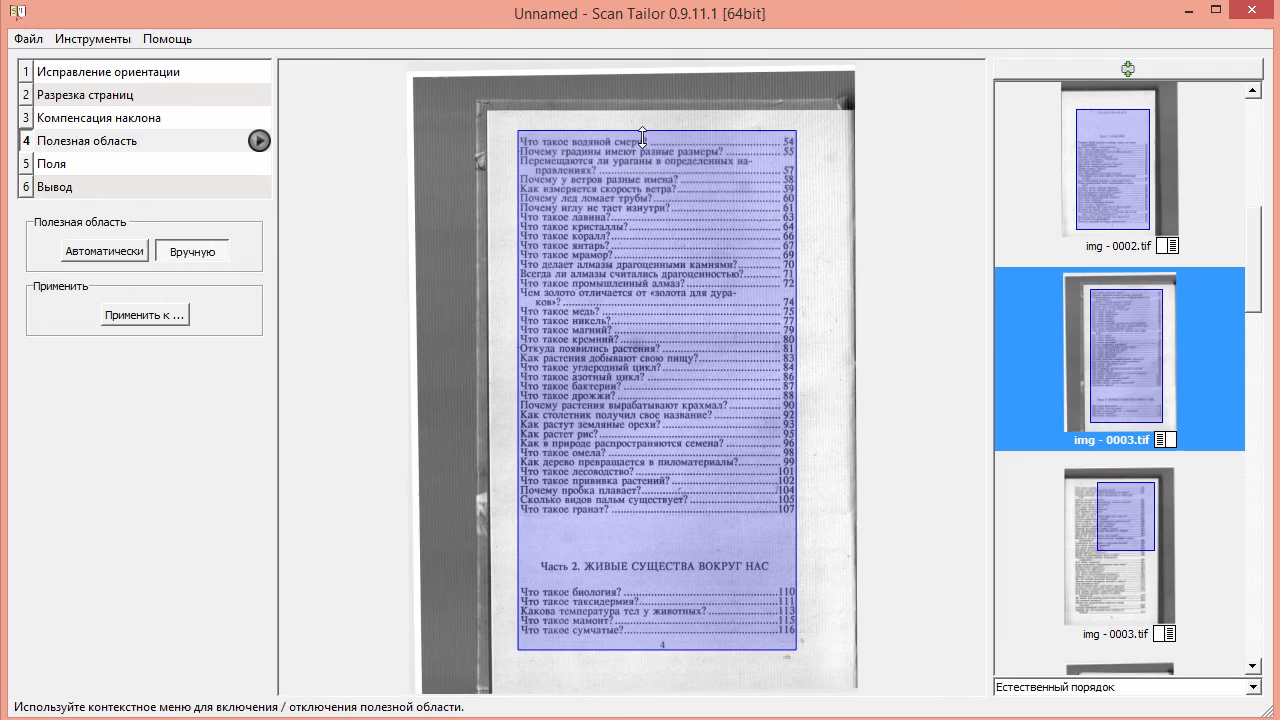 Unnamed - Scan Tailor 0.9.11.1 [64bit]
Файл Инструменты Помощь
1 Исправление ориентации
2 Разрезка страниц
3 Компенсация наклона
4 Полезная область
5 Поля
6 Вывод
Полезная область
Автоматически Вручную
Применить
Применить к ...
Что такое водяной смерч 54
Почему градины имеют разные размеры? 55
Перемещаются ли ураганы в определенных на-
правлениях? 57
Почему у ветров разные имена? 58
Как измеряется скорость ветра? 59
Почему лед ломает трубы? 60
Почему иглу не тает изнутри? 61
Что такое лавина? 63
Что такое кристаллы? 64
Что такое коралл? 66
Что такое янтарь? 67
Что такое мрамор? 69
Что делает алмазы драгоценными камнями? 70
Всегда ли алмазы считались драгоценностью? 71
Что такое промышленный алмаз? 72
Чем золото отличается от «золота для дура-
ков»? 74
Что такое медь? 75
Что такое никель? 77
Что такое магний? 79
Что такое кремний? 80
Откуда появились растения? 81
Как растения добывают свою пищу? 83
Что такое углеродный цикл? 84
Что такое азотный цикл? 86
Что такое бактерии? 87
Что такое дрожжи? 88
Почему растения вырабатывают крахмал? 90
Как столетник получил свое название? 92
Как растут земляные орехи? 93
Как растет рис? 95
Как в природе распространяются семена? 96
Что такое омела? 98
Как дерево превращается в пиломатериалы? 99
Что такое лесоводство? 101
Что такое прививка растений? 102
Почему пробка плавает? 104
Сколько видов пальм существует? 105
Что такое гранат? 107
Часть 2. ЖИВЫЕ СУЩЕСТВА ВОКРУГ НАС
Что такое биология? 110
Что такое таксидермия? 111
Какова температура тел у животных? 113
Что такое мамонт? 115
Что такое сумчатые? 116
4
img - 0002.tif
img - 0003.tif
img - 0003.tif
Естественный порядок
Используйте контекстное меню для включения / отключения полезной области.